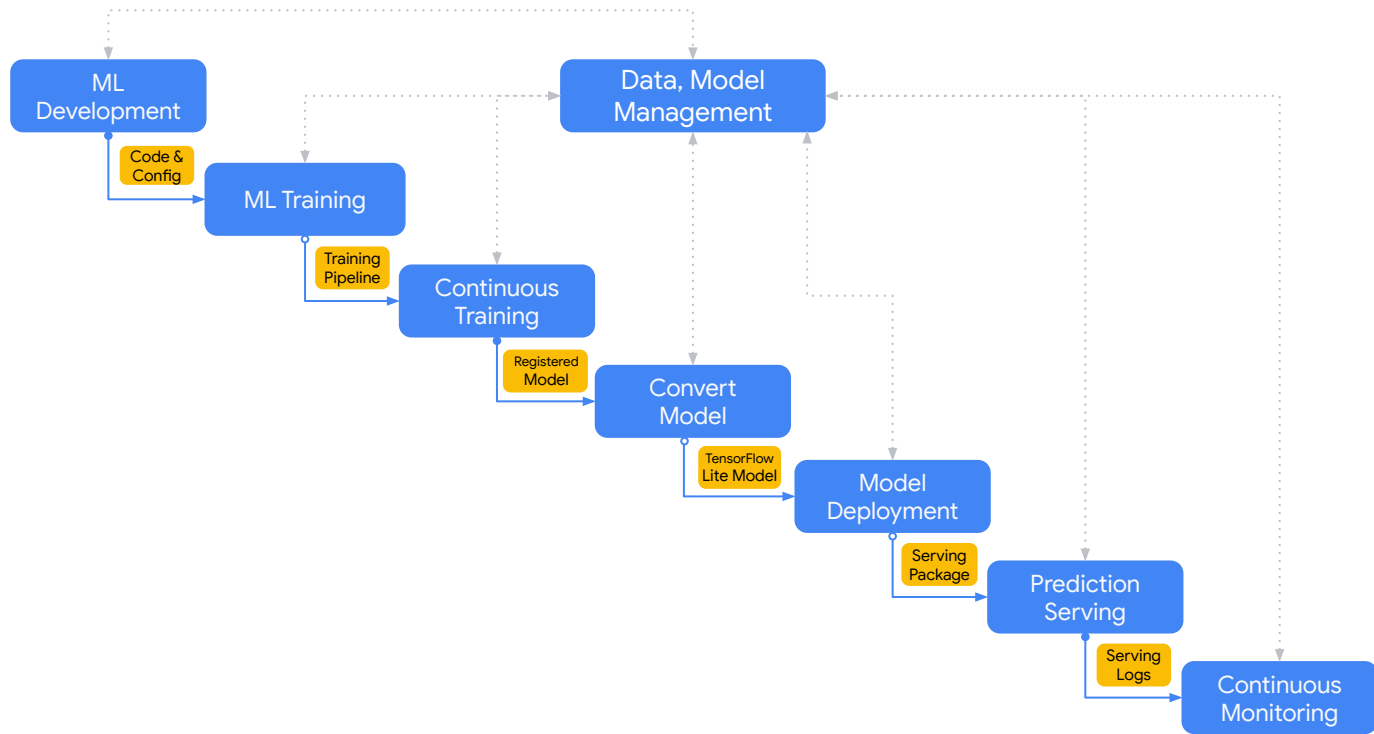 ML
Development
Data, Model
Management
Code &
Config
ML Training
Training
Pipeline
Continuous
Training
Registered
Model
Convert
Model
TensorFlow
Lite Model
Model
Deployment
Serving
Package
Prediction
Serving
Serving
Logs
Continuous
Monitoring